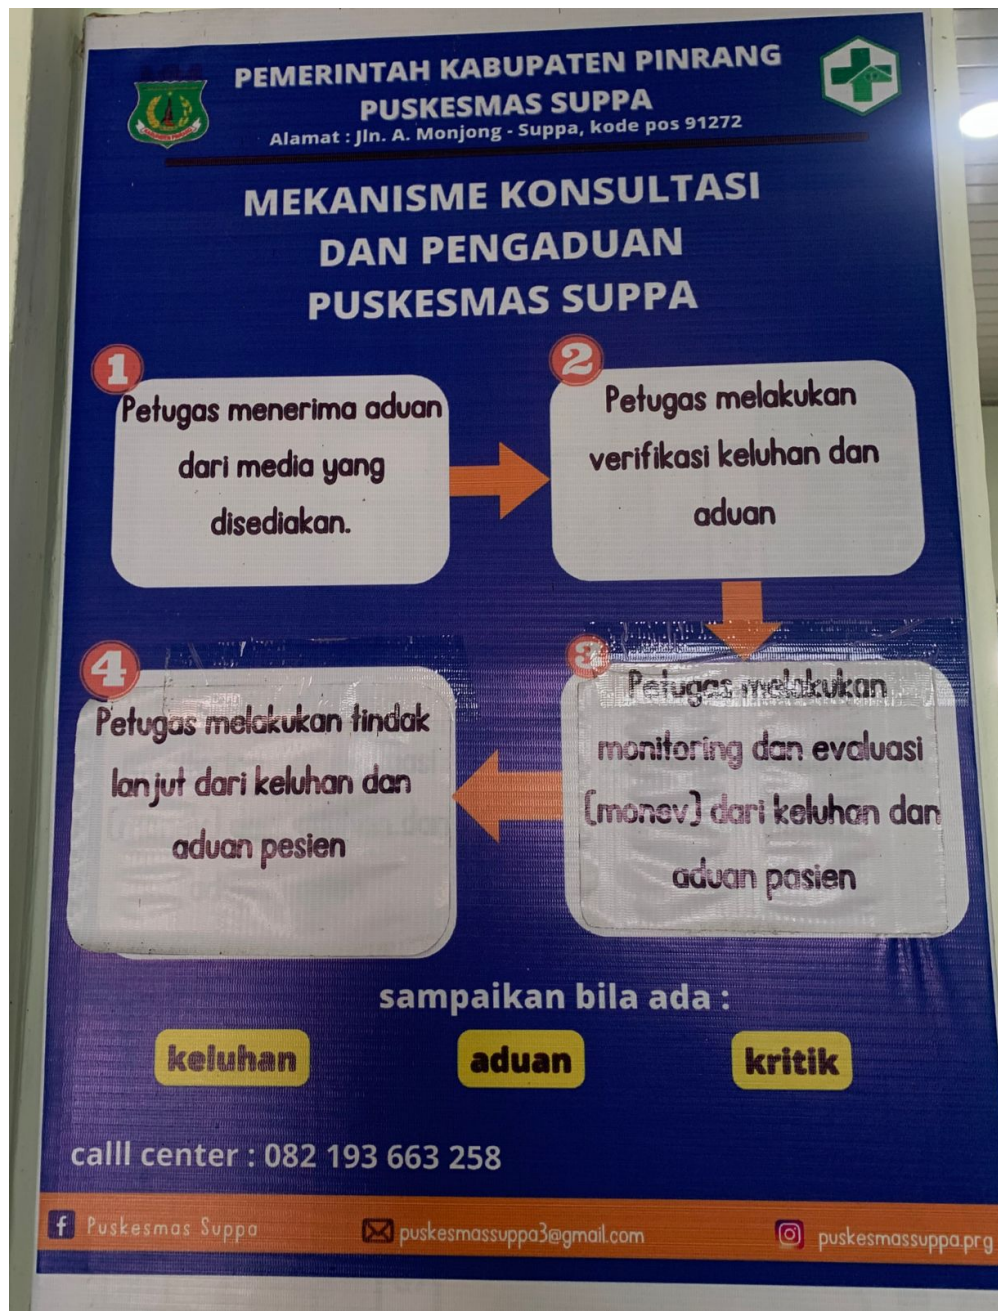 PEMERINTAH KABUPATEN PINRANG
PUSKESMAS SUPPA
Alamat : Jln. A. Monjong - Suppa, kode pos 91272
MEKANISME KONSULTASI
DAN PENGADUAN
PUSKESMAS SUPPA
1
Petugas menerima aduan
dari media yang
disediakan.
2
Petugas melakukan
verifikasi keluhan dan
aduan
3
Petugas melakukan
monitoring dan evaluasi
(monev) dari keluhan dan
aduan pasien
4
Petugas melakukan tindak
lanjut dari keluhan dan
aduan pesien
sampaikan bila ada :
keluhan
aduan
kritik
calll center : 082 193 663 258
Puskesmas Suppa
puskesmassuppa3@gmail.com
puskesmassuppa.prg